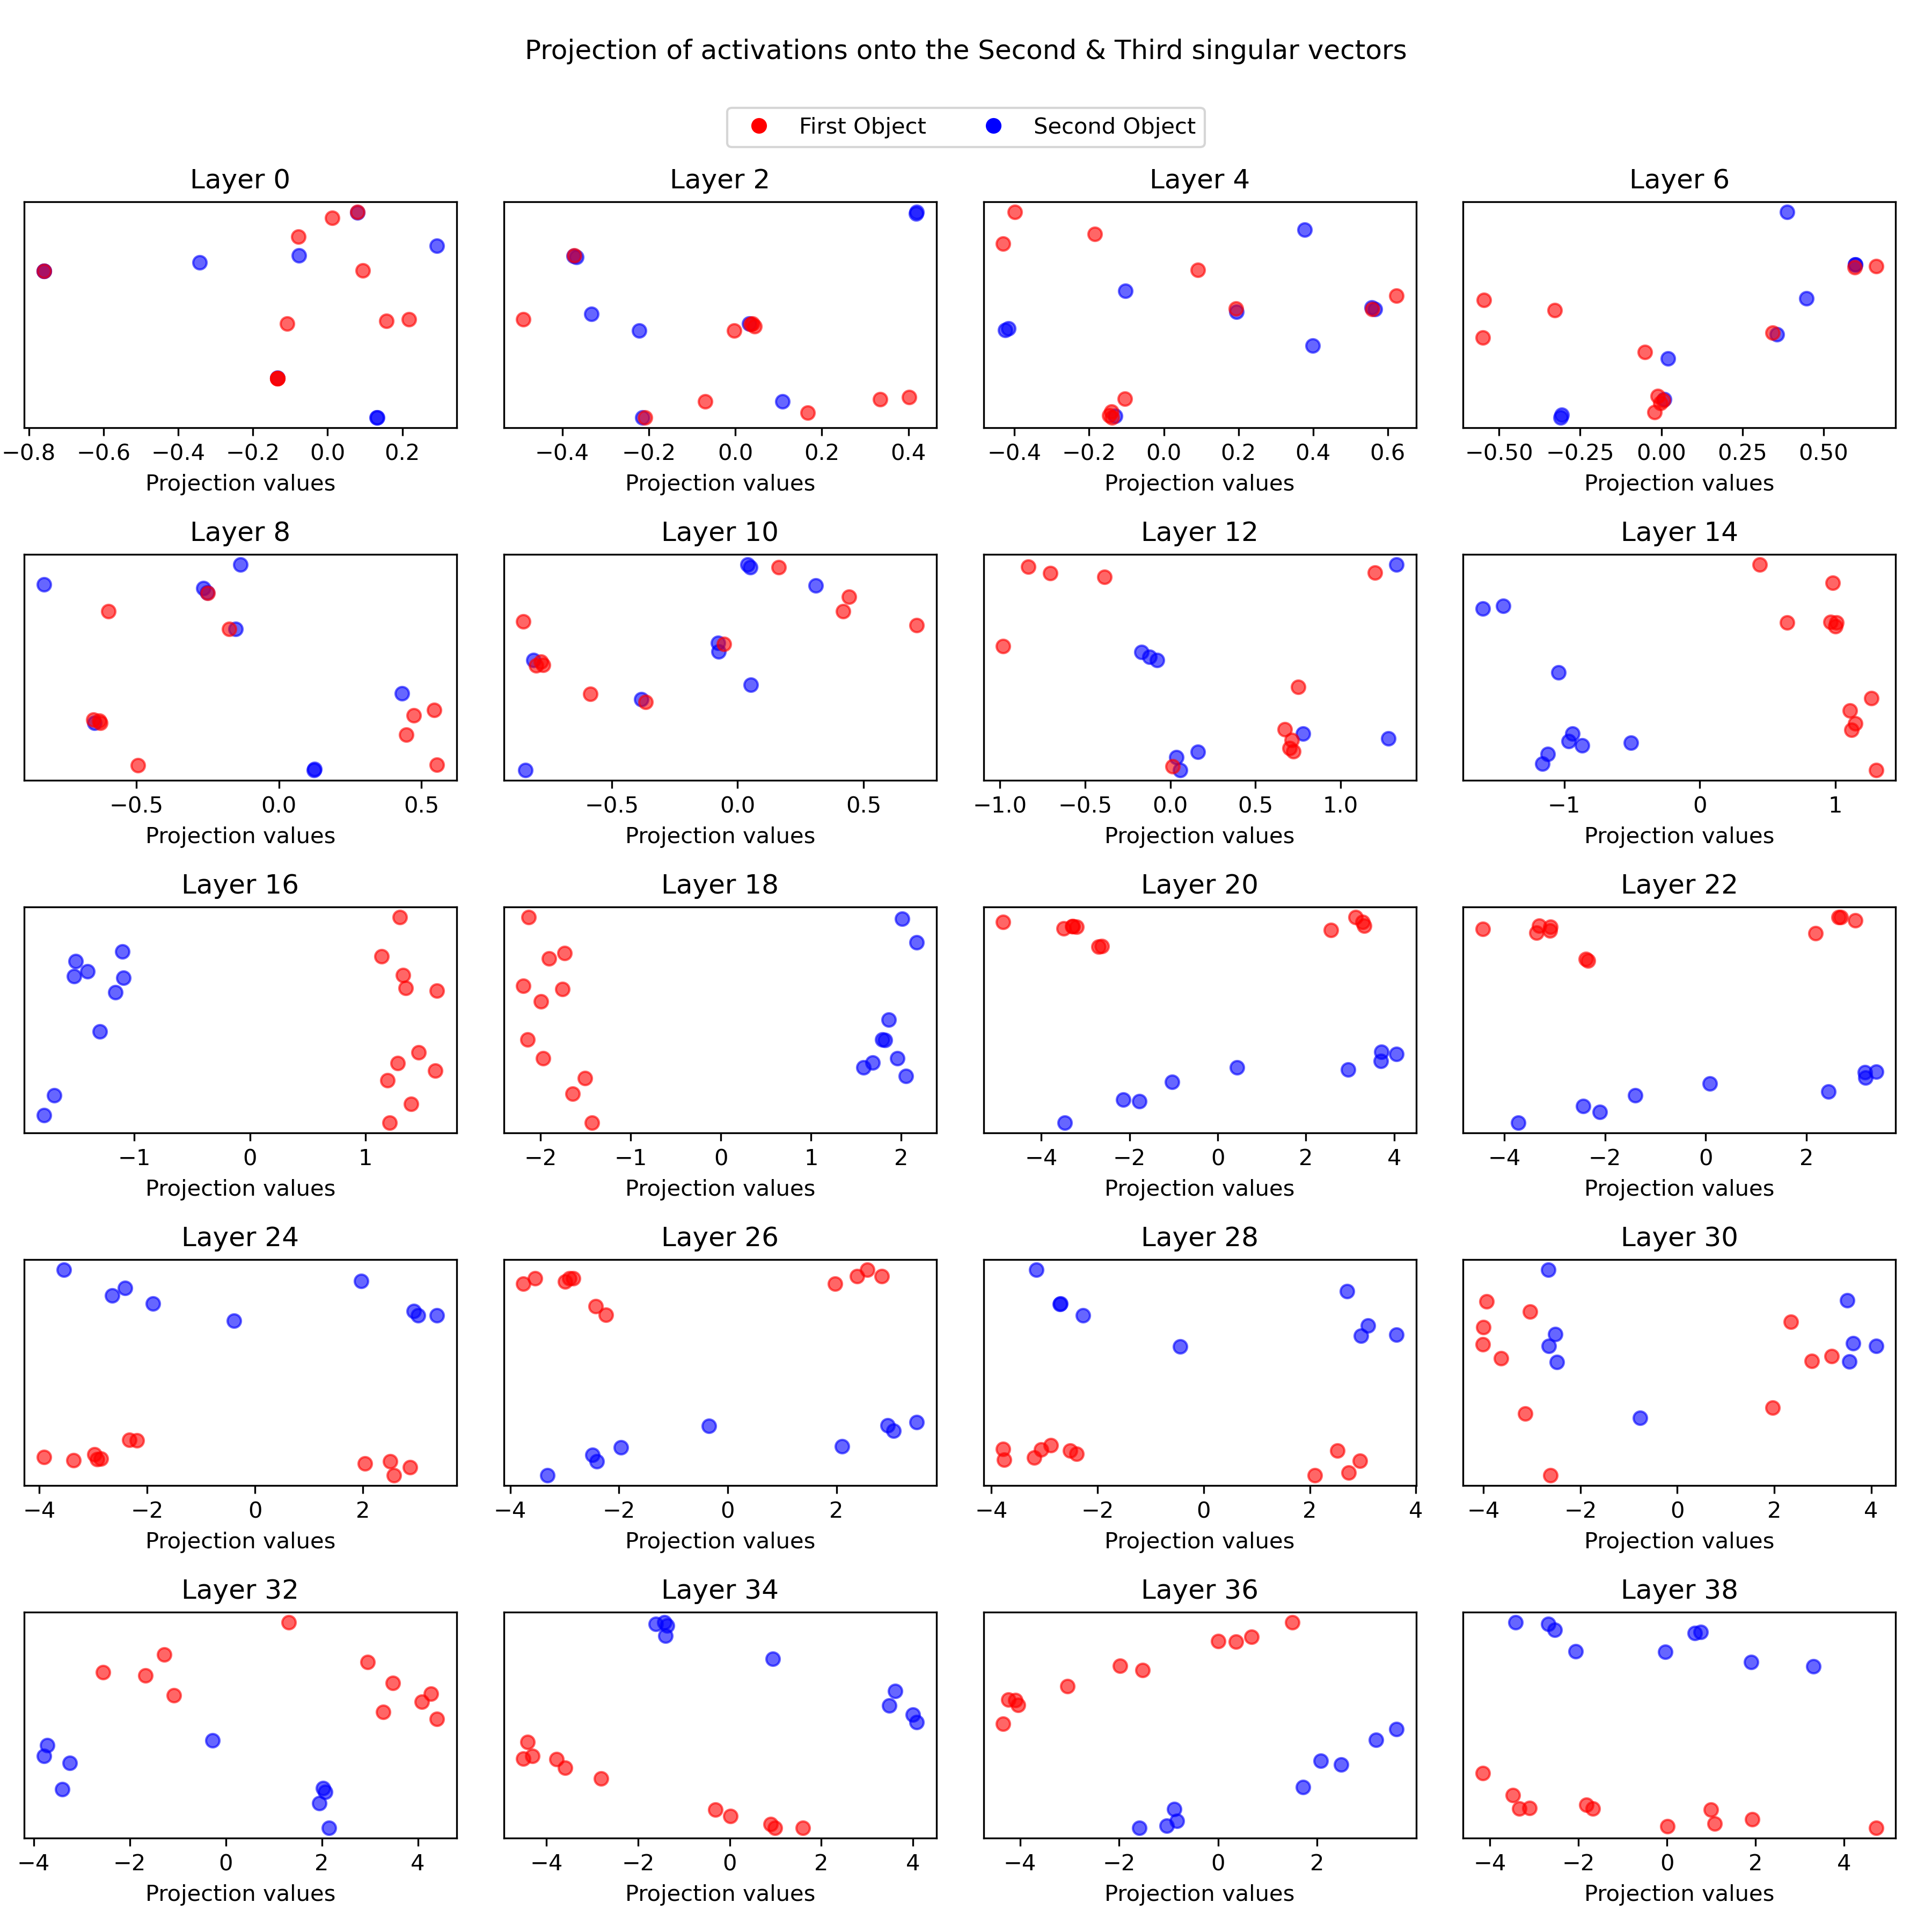 Projection of activations onto the Second & Third singular vectors
First Object Second Object
Layer 0 Layer 2 Layer 4 Layer 6
−0.8 −0.6 −0.4 −0.2 0.0 0.2 −0.4 −0.2 0.0 0.2 0.4 −0.4 −0.2 0.0 0.2 0.4 0.6 −0.50 −0.25 0.00 0.25 0.50
Projection values Projection values Projection values Projection values
Layer 8 Layer 10 Layer 12 Layer 14
−0.5 0.0 0.5 −0.5 0.0 0.5 −1.0 −0.5 0.0 0.5 1.0 −1 0 1
Projection values Projection values Projection values Projection values
Layer 16 Layer 18 Layer 20 Layer 22
−1 0 1 −2 −1 0 1 2 −4 −2 0 2 4 −4 −2 0 2
Projection values Projection values Projection values Projection values
Layer 24 Layer 26 Layer 28 Layer 30
−4 −2 0 2 −4 −2 0 2 −4 −2 0 2 4 −4 −2 0 2 4
Projection values Projection values Projection values Projection values
Layer 32 Layer 34 Layer 36 Layer 38
−4 −2 0 2 4 −4 −2 0 2 4 −4 −2 0 2 −4 −2 0 2 4
Projection values Projection values Projection values Projection values